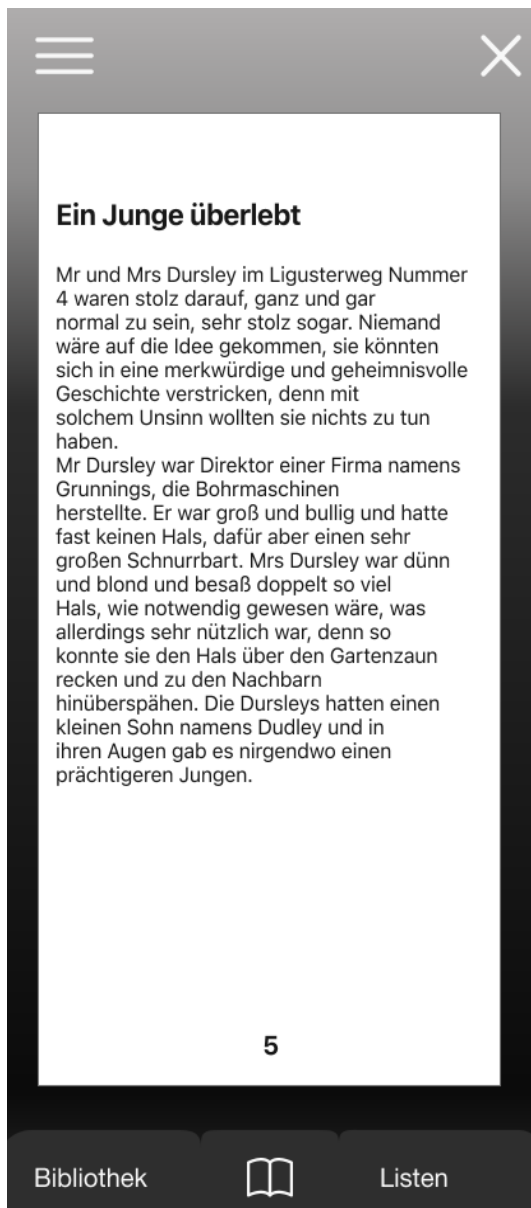 Ein Junge überlebt
Mr und Mrs Dursley im Ligusterweg Nummer
4 waren stolz darauf, ganz und gar
normal zu sein, sehr stolz sogar. Niemand
wäre auf die Idee gekommen, sie könnten
sich in eine merkwürdige und geheimnisvolle
Geschichte verstricken, denn mit
solchem Unsinn wollten sie nichts zu tun
haben.
Mr Dursley war Direktor einer Firma namens
Grunnings, die Bohrmaschinen
herstellte. Er war groß und bullig und hatte
fast keinen Hals, dafür aber einen sehr
großen Schnurrbart. Mrs Dursley war dünn
und blond und besaß doppelt so viel
Hals, wie notwendig gewesen wäre, was
allerdings sehr nützlich war, denn so
konnte sie den Hals über den Gartenzaun
recken und zu den Nachbarn
hinüberspähen. Die Dursleys hatten einen
kleinen Sohn namens Dudley und in
ihren Augen gab es nirgendwo einen
prächtigeren Jungen.
5
Bibliothek
Listen